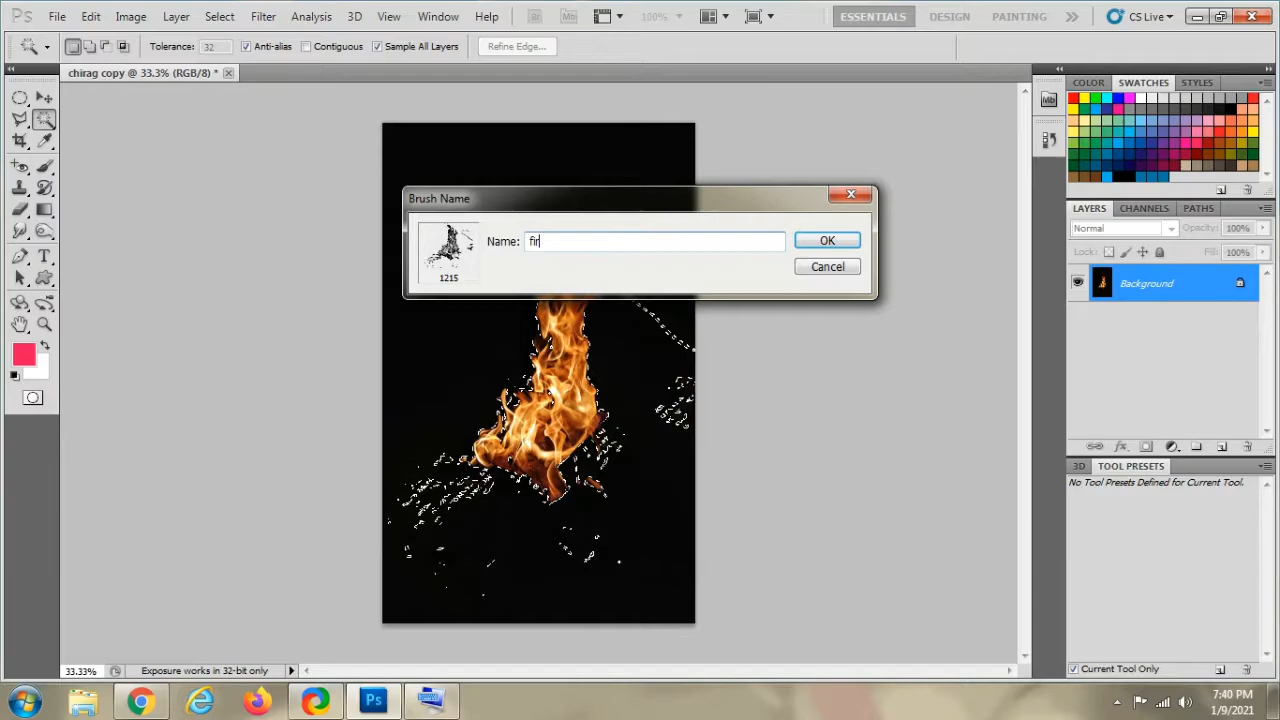 Ps File Edit Image Layer Select Filter Analysis 3D View Window Help Br Mb 100% ESSENTIALS DESIGN PAINTING CS Live
Tolerance: 32 Anti-alias Contiguous Sample All Layers Refine Edge...
chirag copy @ 33.3% (RGB/8) *
COLOR SWATCHES STYLES
Mb
Brush Name
Name: fir
OK
Cancel
1215
LAYERS CHANNELS PATHS
Normal Opacity: 100%
Lock: Fill: 100%
Background
T
3D TOOL PRESETS
No Tool Presets Defined for Current Tool.
Current Tool Only
33.33% Exposure works in 32-bit only
Ps
7:40 PM
1/9/2021